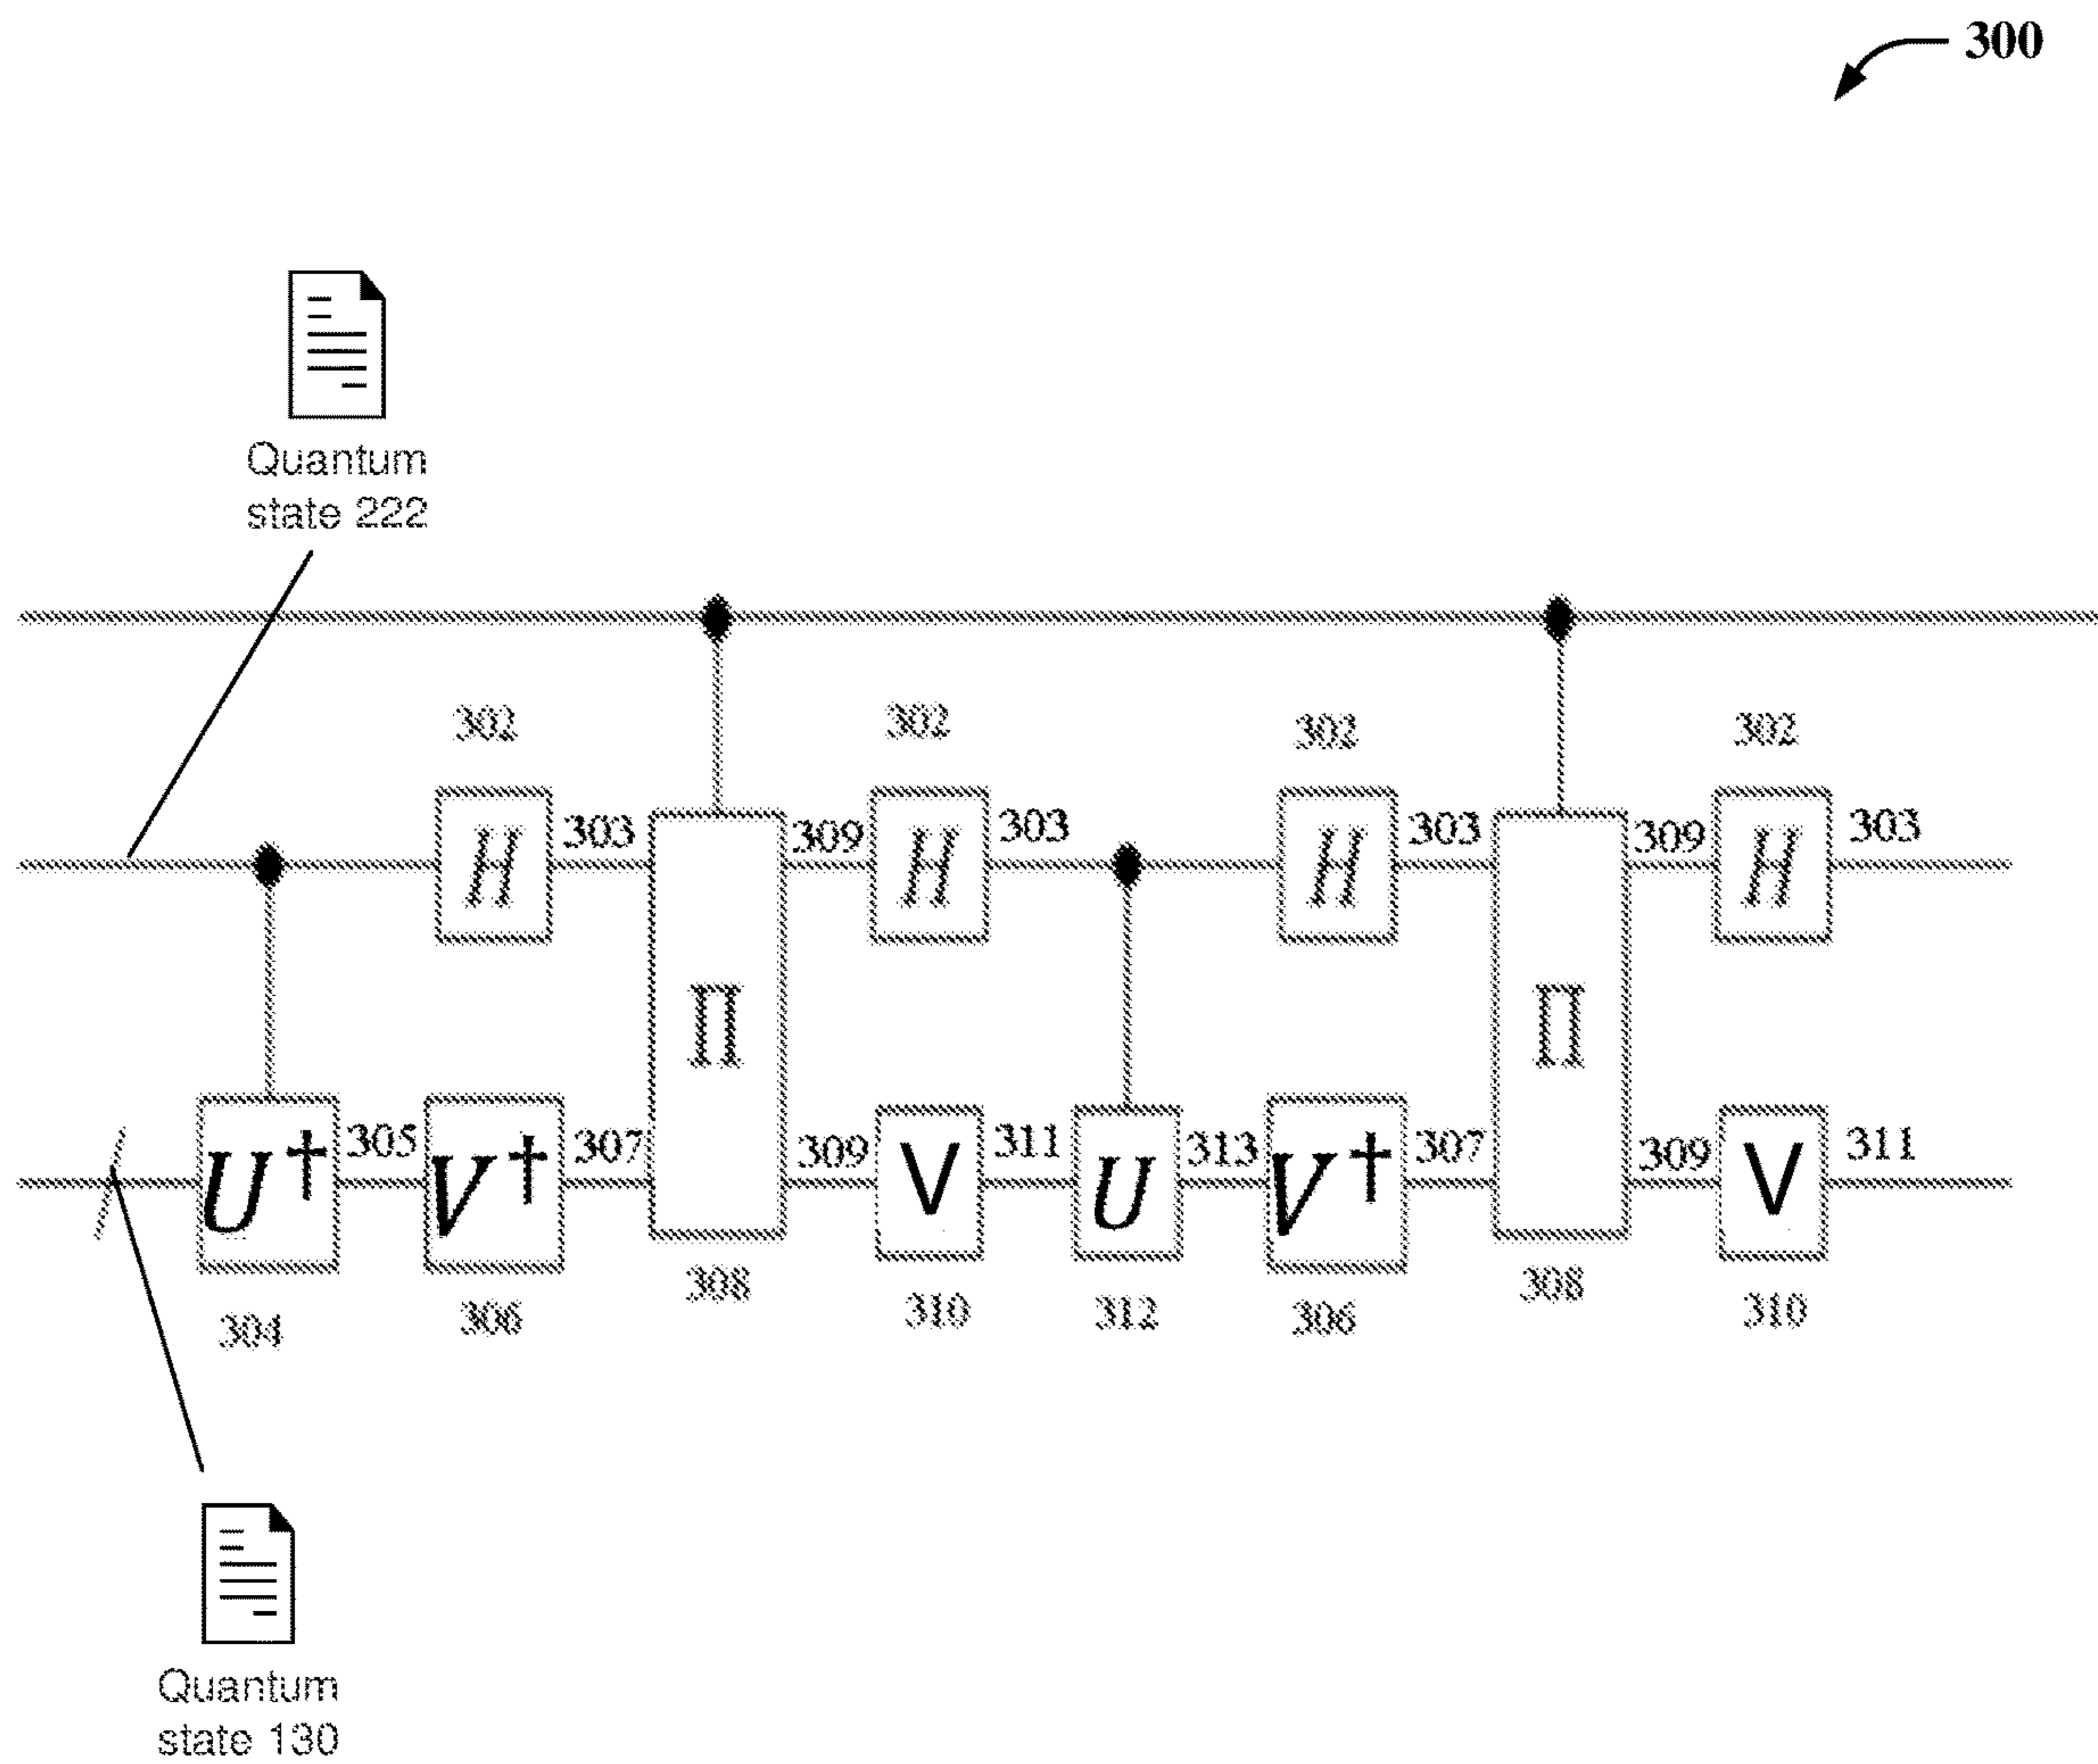 300
Quantum
state 222
302 302 302 302
H 303 309 H 303 H 303 309 H 303
∏ ∏
U† 305 V† 307 309 V 311 U 313 V† 307 309 V 311
304 306 308 310 312 306 308 310
Quantum
state 130